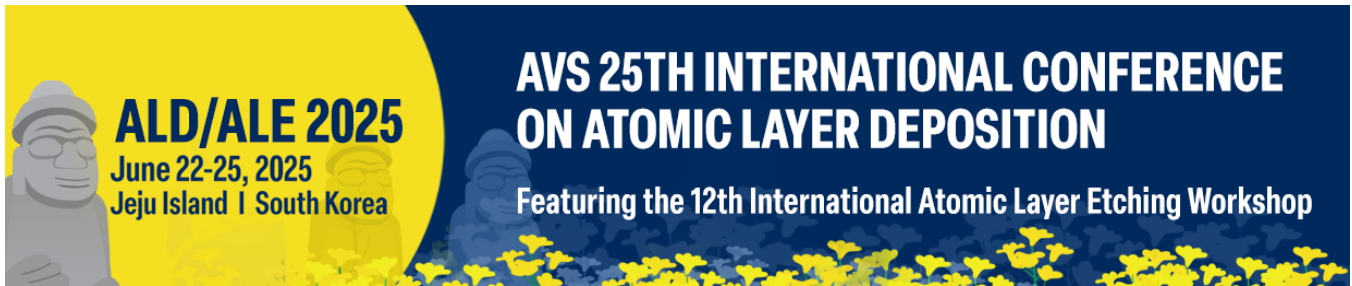 ALD/ALE 2025
June 22-25, 2025
Jeju Island I South Korea
AVS 25TH INTERNATIONAL CONFERENCE
ON ATOMIC LAYER DEPOSITION
Featuring the 12th International Atomic Layer Etching Workshop